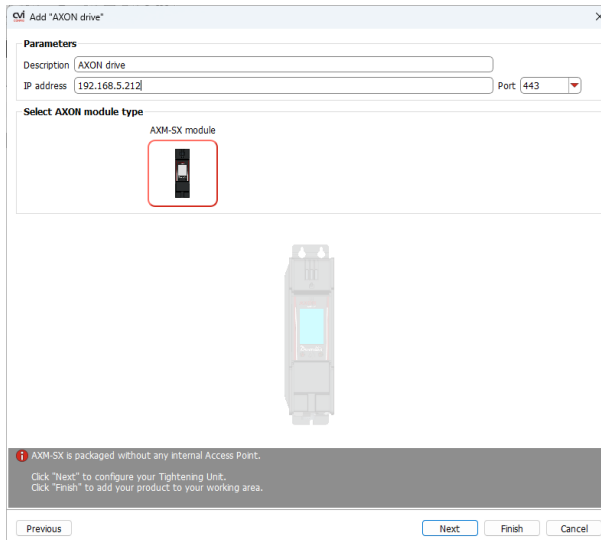 cvi Add "AXON drive"
Parameters
Description AXON drive
IP address 192.168.5.212 Port 443
Select AXON module type
AXM-SX module
AXM-SX is packaged without any internal Access Point.
Click "Next" to configure your Tightening Unit.
Click "Finish" to add your product to your working area.
Previous Next Finish Cancel